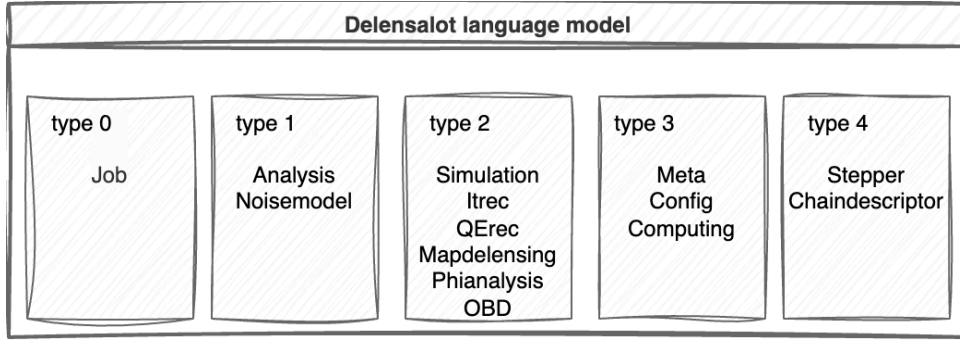 Delensalot language model
type 0
Job
type 1
Analysis
Noisemodel
type 2
Simulation
Itrec
QErec
Mapdelensing
Phianalysis
OBD
type 3
Meta
Config
Computing
type 4
Stepper
Chaindescriptor